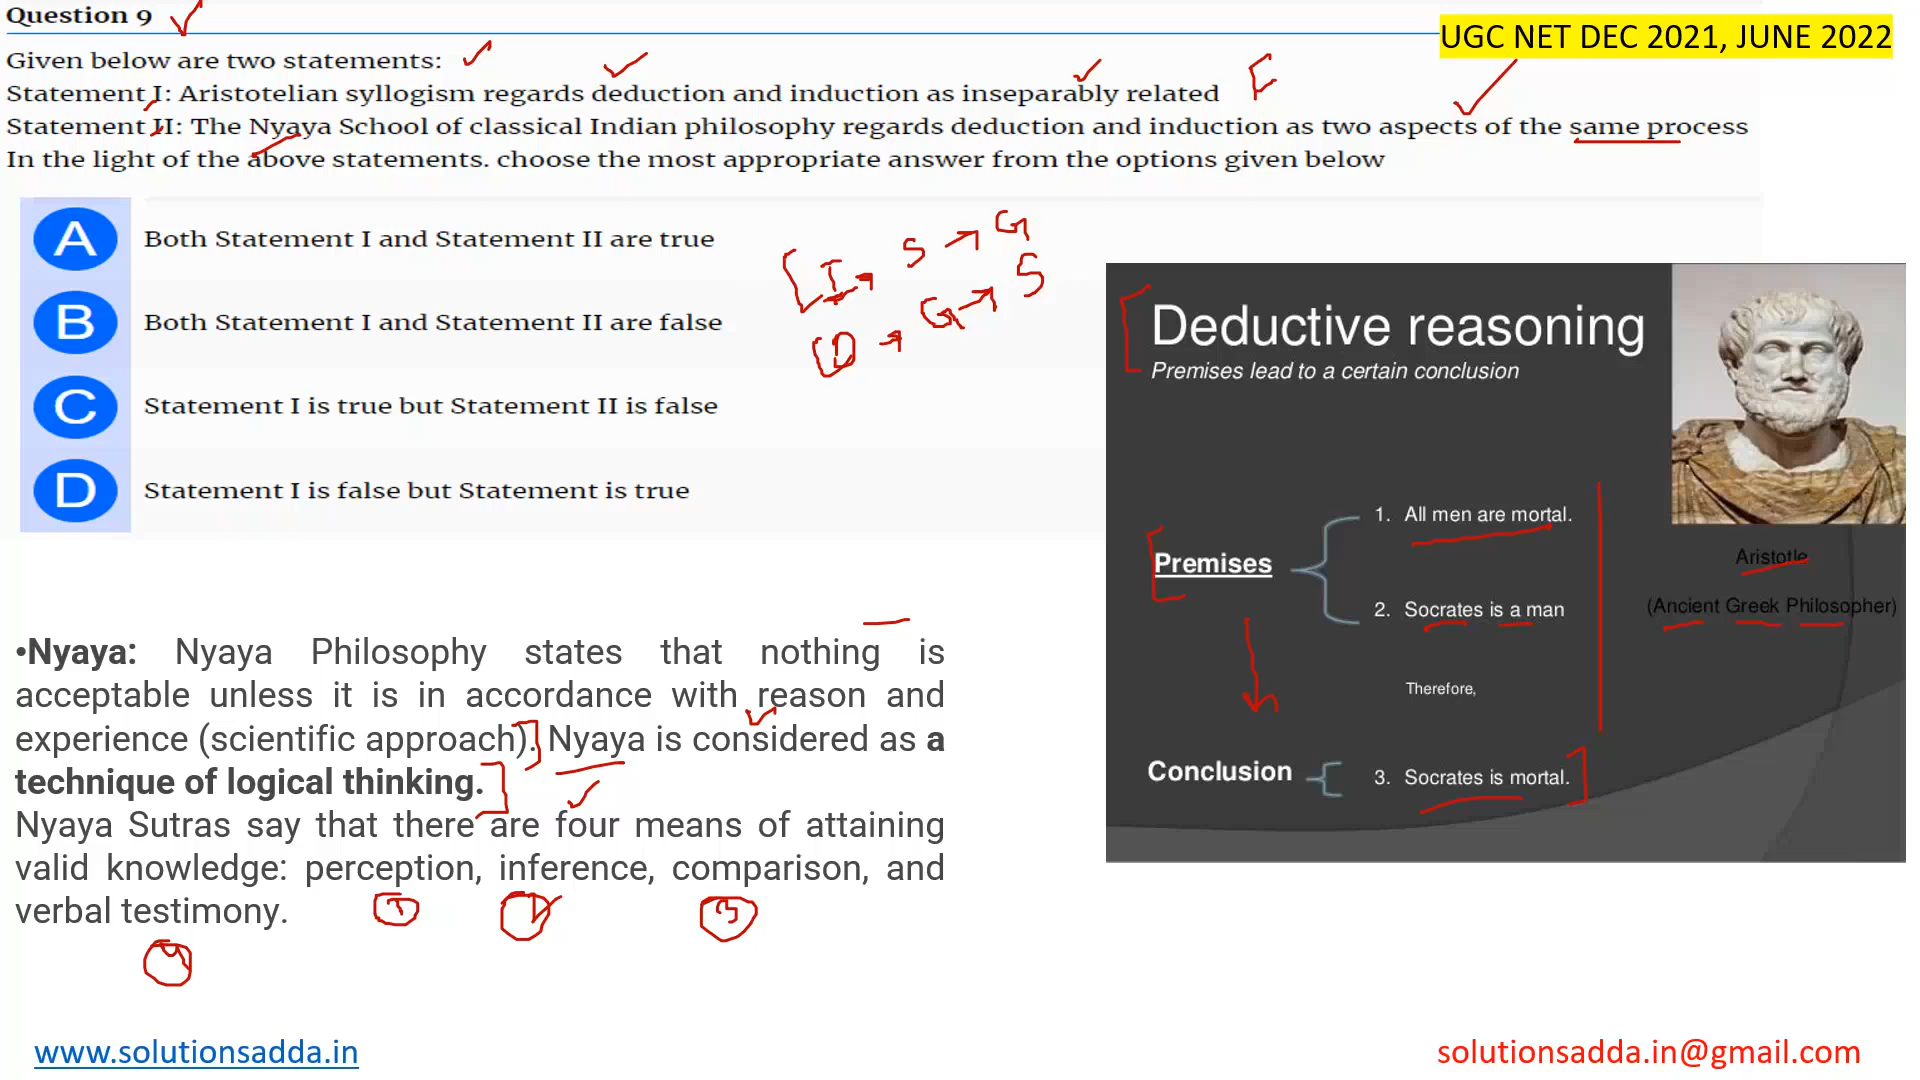 Question 9
UGC NET DEC 2021, JUNE 2022
Given below are two statements:
Statement I: Aristotelian syllogism regards deduction and induction as inseparably related F
Statement II: The Nyaya School of classical Indian philosophy regards deduction and induction as two aspects of the same process
In the light of the above statements. choose the most appropriate answer from the options given below
A Both Statement I and Statement II are true
B Both Statement I and Statement II are false
C Statement I is true but Statement II is false
D Statement I is false but Statement is true
I → S → G
D → G → S
Deductive reasoning
Premises lead to a certain conclusion
Premises
1. All men are mortal.
2. Socrates is a man
Therefore,
Conclusion
3. Socrates is mortal.
Aristotle
(Ancient Greek Philosopher)
•Nyaya: Nyaya Philosophy states that nothing is
acceptable unless it is in accordance with reason and
experience (scientific approach). Nyaya is considered as a
technique of logical thinking.
Nyaya Sutras say that there are four means of attaining
valid knowledge: perception, inference, comparison, and
verbal testimony.
1
3
www.solutionsadda.in
solutionsadda.in@gmail.com